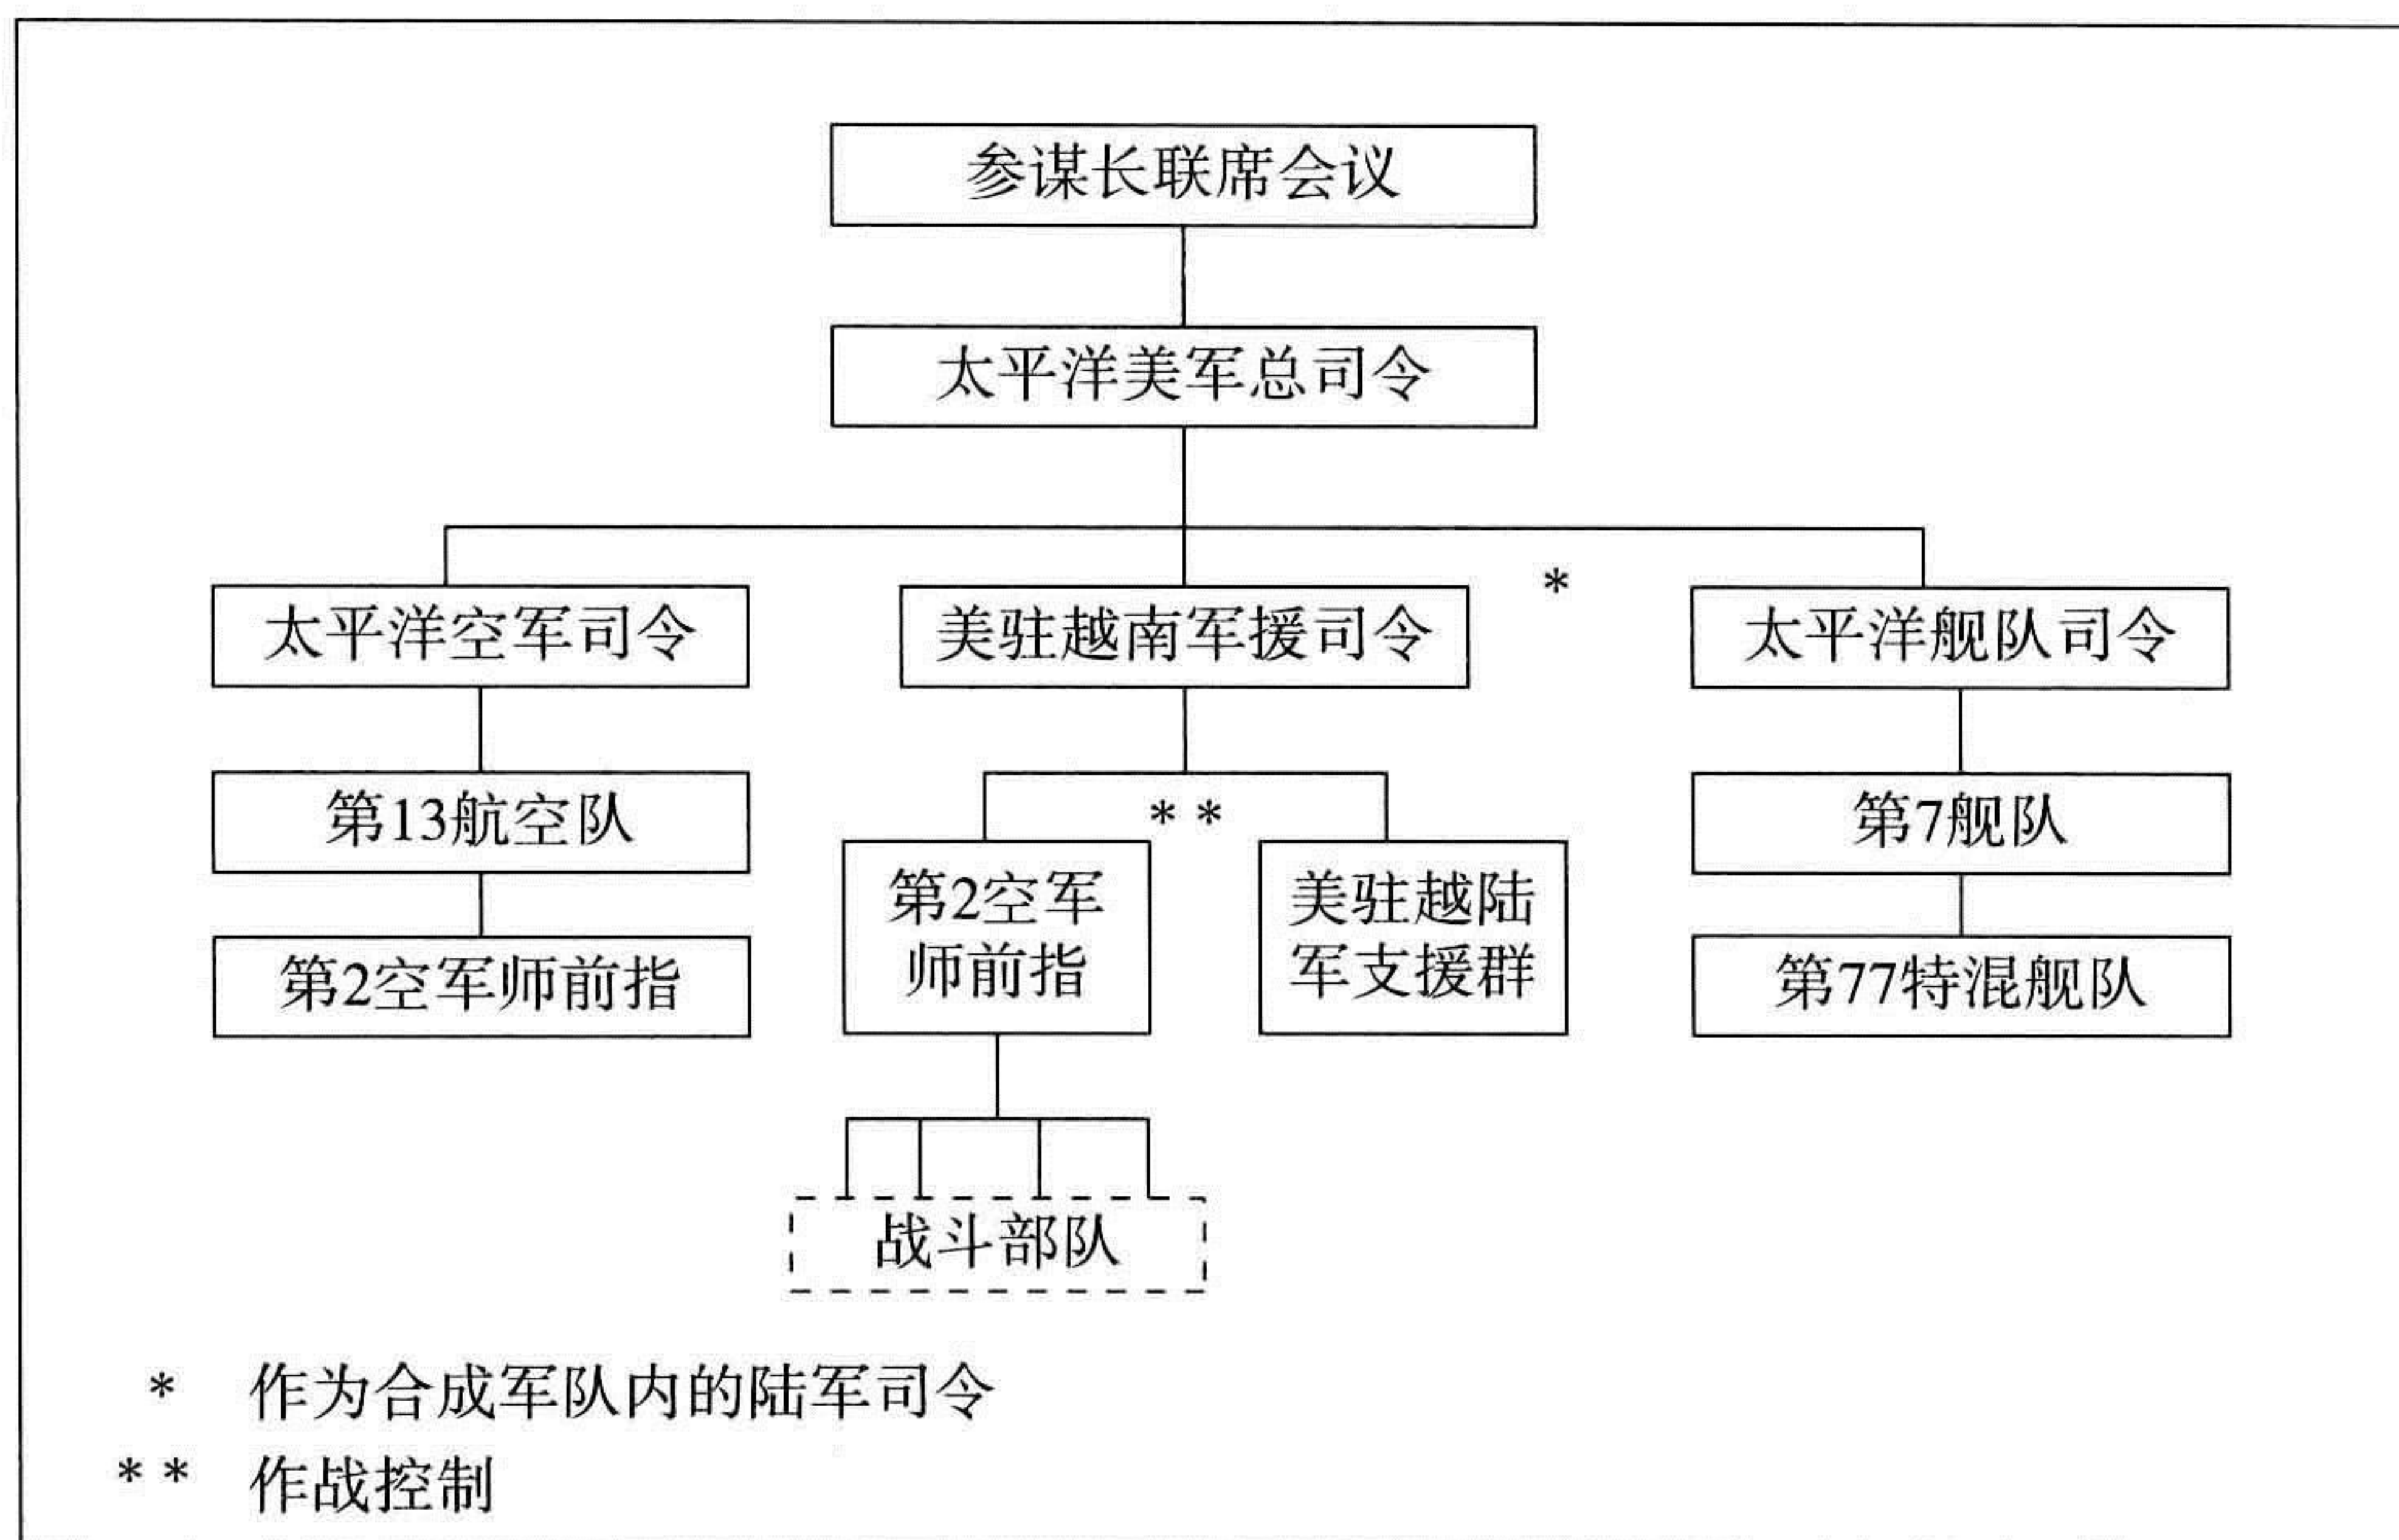 参谋长联席会议
太平洋美军总司令
太平洋空军司令
美驻越南军援司令
*
太平洋舰队司令
第13航空队
* *
第7舰队
第2空军
师前指
美驻越陆
军支援群
第2空军师前指
第77特混舰队
战斗部队
* 作为合成军队内的陆军司令
* * 作战控制